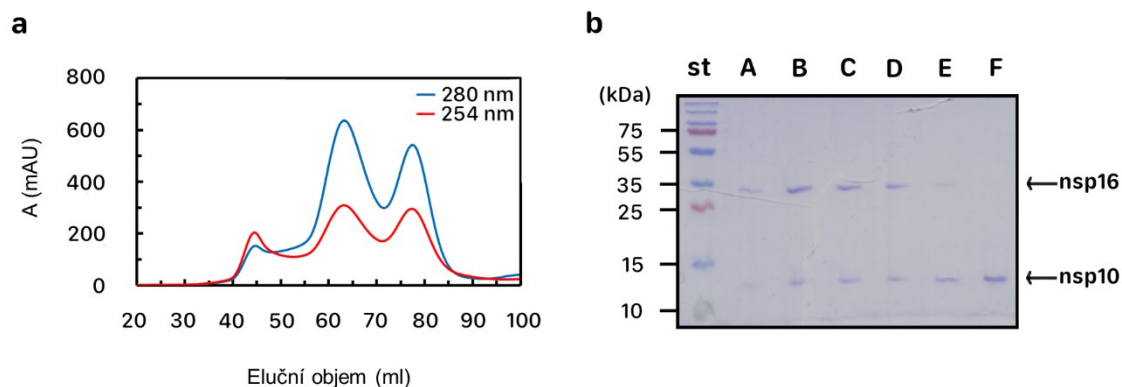 a
800
600
400
200
0
A (mAU)
280 nm
254 nm
20 30 40 50 60 70 80 90 100
Eluční objem (ml)
b
st A B C D E F
(kDa)
75
55
35
25
15
10
←nsp16
←nsp10